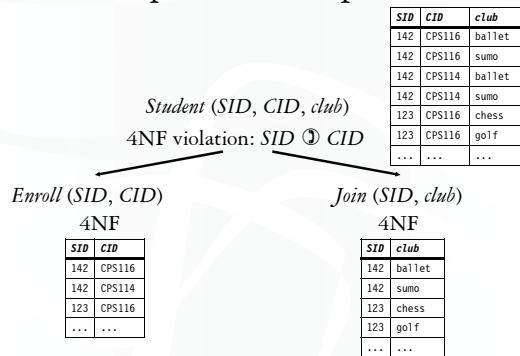 SID CID club
142 CPS116 ballet
142 CPS116 sumo
142 CPS114 ballet
142 CPS114 sumo
123 CPS116 chess
123 CPS116 golf
... ... ...
Student (SID, CID, club)
4NF violation: SID ➲ CID
Enroll (SID, CID)
4NF
SID CID
142 CPS116
142 CPS114
123 CPS116
... ...
Join (SID, club)
4NF
SID club
142 ballet
142 sumo
123 chess
123 golf
... ...